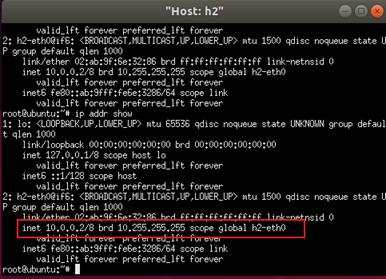 "Host: h2"
valid_lft forever preferred_lft forever
2: h2-eth0@if6: <BROADCAST,MULTICAST,UP,LOWER_UP> mtu 1500 qdisc noqueue state U
P group default qlen 1000
link/ether 02:ab:9f:6e:32:86 brd ff:ff:ff:ff:ff:ff link-netnsid 0
inet 10.0.0.2/8 brd 10.255.255.255 scope global h2-eth0
valid_lft forever preferred_lft forever
inet6 fe80::ab:9fff:fe6e:3286/64 scope link
valid_lft forever preferred_lft forever
root@ubuntu:~# ip addr show
1: lo: <LOOPBACK,UP,LOWER_UP> mtu 65536 qdisc noqueue state UNKNOWN group defaul
t qlen 1000
link/loopback 00:00:00:00:00:00 brd 00:00:00:00:00:00
inet 127.0.0.1/8 scope host lo
valid_lft forever preferred_lft forever
inet6 ::1/128 scope host
valid_lft forever preferred_lft forever
2: h2-eth0@if6: <BROADCAST,MULTICAST,UP,LOWER_UP> mtu 1500 qdisc noqueue state U
P group default qlen 1000
link/ether 02:ab:9f:6e:32:86 brd ff:ff:ff:ff:ff:ff link-netnsid 0
inet 10.0.0.2/8 brd 10.255.255.255 scope global h2-eth0
valid_lft forever preferred_lft forever
inet6 fe80::ab:9fff:fe6e:3286/64 scope link
valid_lft forever preferred_lft forever
root@ubuntu:~#